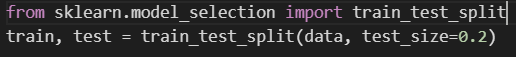 from sklearn.model_selection import train_test_split
train, test = train_test_split(data, test_size=0.2)